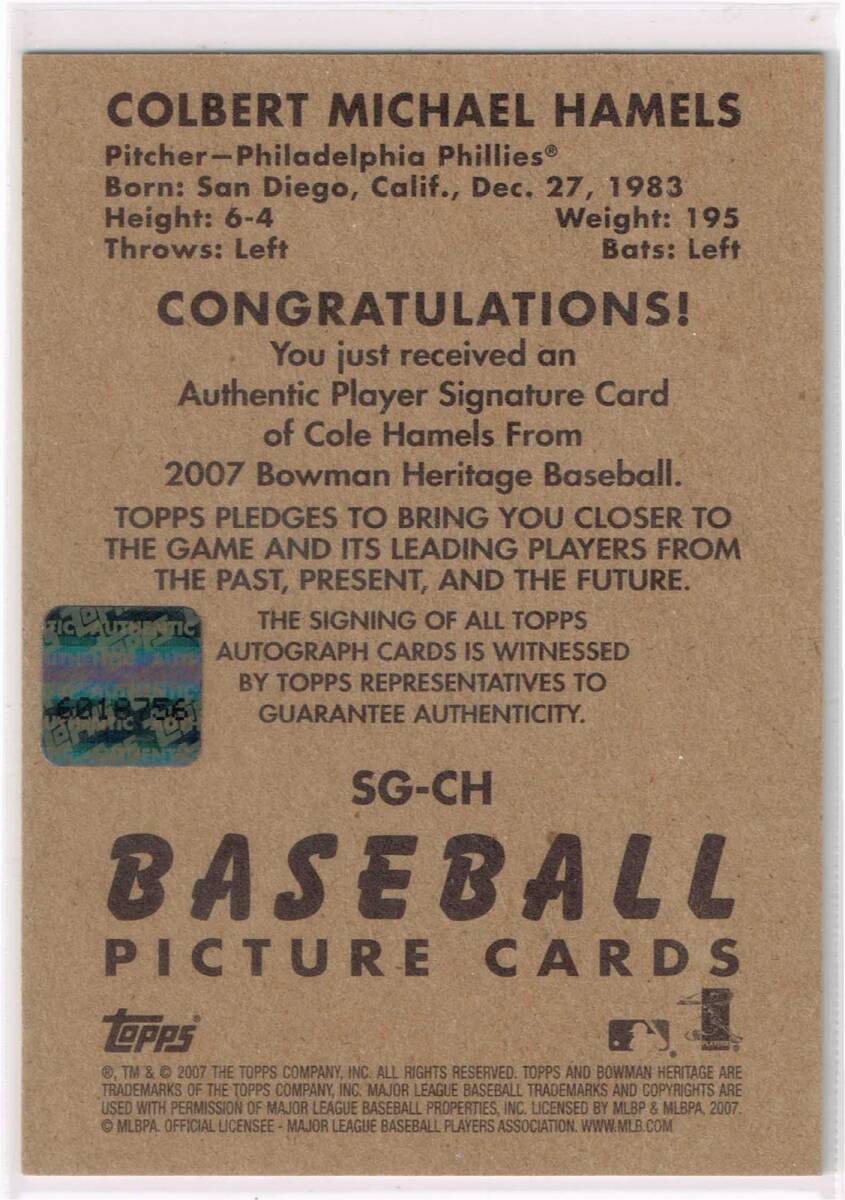 COLBERT MICHAEL HAMELS
Pitcher—Philadelphia Phillies®
Born: San Diego, Calif., Dec. 27, 1983
Height: 6-4 Weight: 195
Throws: Left Bats: Left
CONGRATULATIONS!
You just received an
Authentic Player Signature Card
of Cole Hamels From
2007 Bowman Heritage Baseball.
TOPPS PLEDGES TO BRING YOU CLOSER TO
THE GAME AND ITS LEADING PLAYERS FROM
THE PAST, PRESENT, AND THE FUTURE.
THE SIGNING OF ALL TOPPS
AUTOGRAPH CARDS IS WITNESSED
BY TOPPS REPRESENTATIVES TO
GUARANTEE AUTHENTICITY.
6018756
SG-CH
BASEBALL
PICTURE CARDS
Topps®
®, TM & © 2007 THE TOPPS COMPANY, INC. ALL RIGHTS RESERVED. TOPPS AND BOWMAN HERITAGE ARE
TRADEMARKS OF THE TOPPS COMPANY, INC. MAJOR LEAGUE BASEBALL TRADEMARKS AND COPYRIGHTS ARE
USED WITH PERMISSION OF MAJOR LEAGUE BASEBALL PROPERTIES, INC. LICENSED BY MLBP & MLBPA, 2007.
© MLBPA. OFFICIAL LICENSEE - MAJOR LEAGUE BASEBALL PLAYERS ASSOCIATION. WWW.MLB.COM